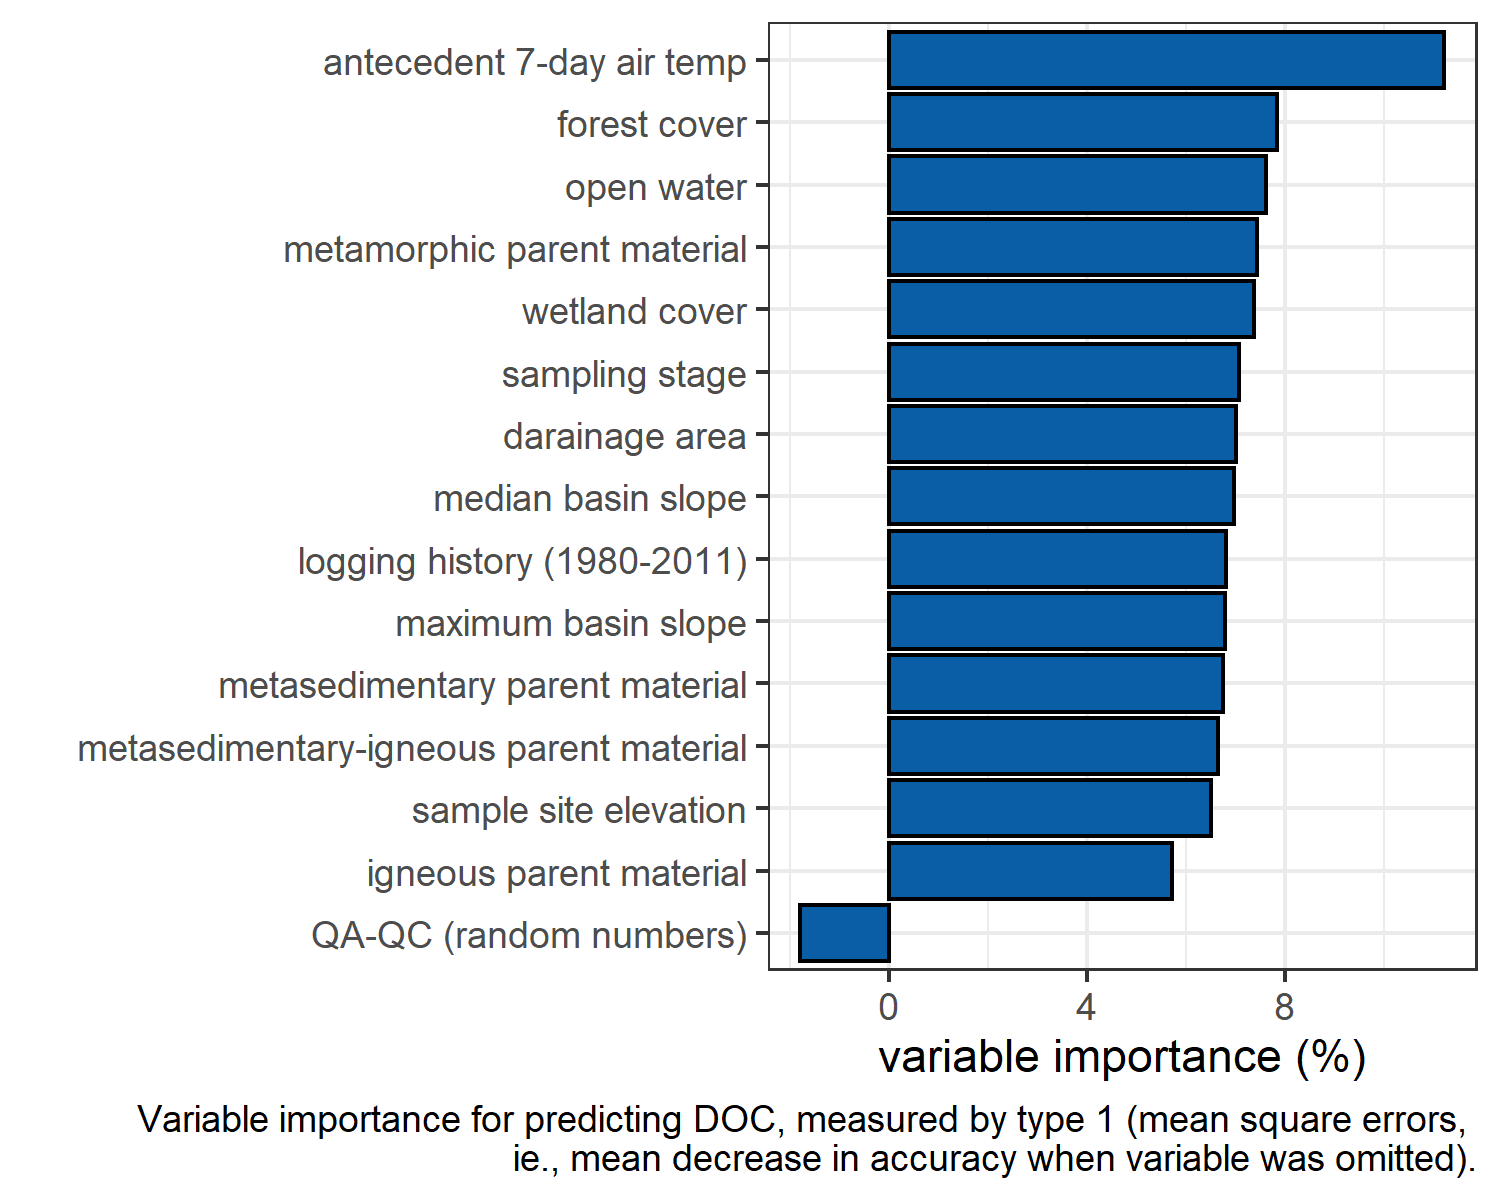 antecedent 7-day air temp
forest cover
open water
metamorphic parent material
wetland cover
sampling stage
darainage area
median basin slope
logging history (1980-2011)
maximum basin slope
metasedimentary parent material
metasedimentary-igneous parent material
sample site elevation
igneous parent material
QA-QC (random numbers)
0 4 8
variable importance (%)
Variable importance for predicting DOC, measured by type 1 (mean square errors,
ie., mean decrease in accuracy when variable was omitted).